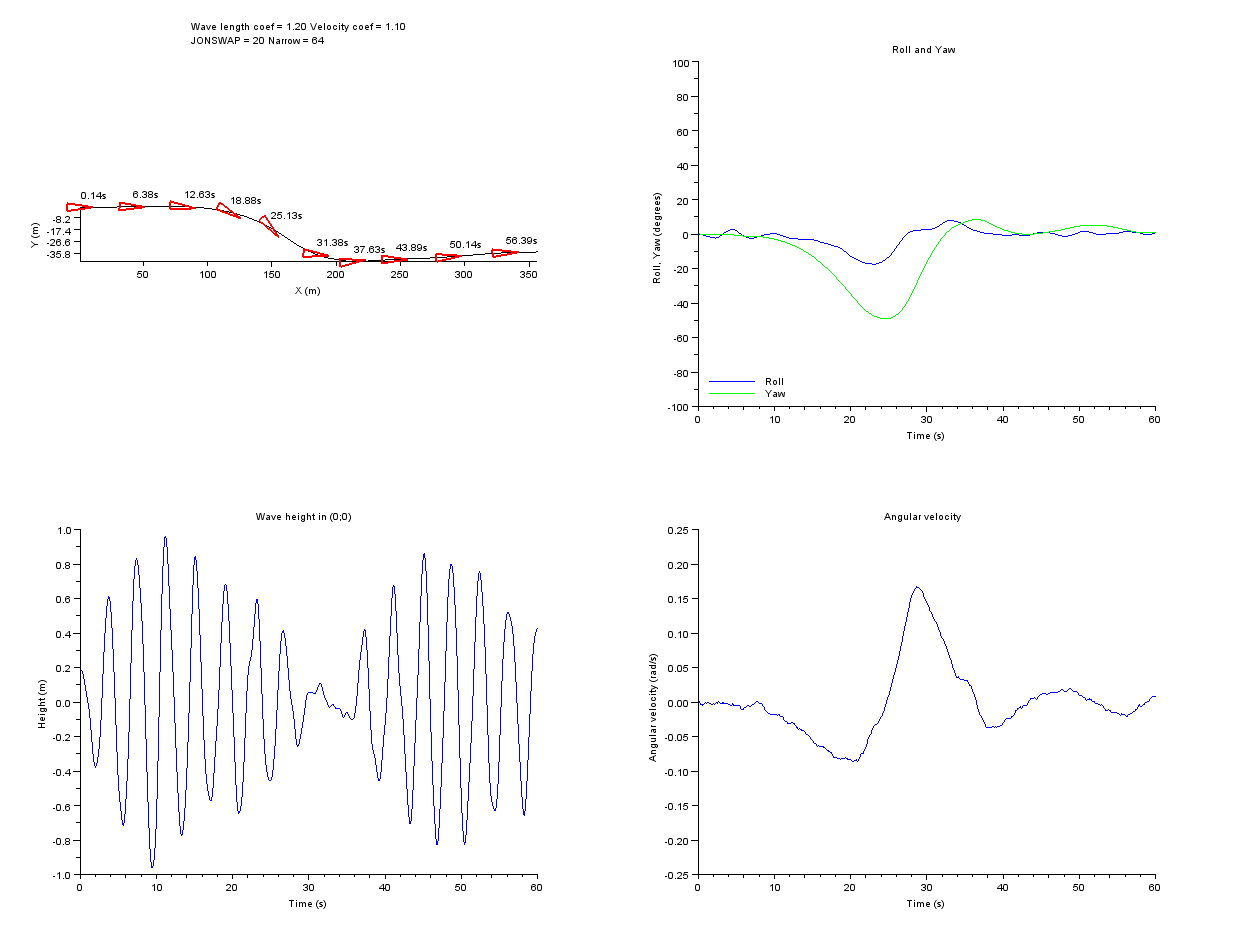 Wave length coef = 1.20 Velocity coef = 1.10
JONSWAP = 20 Narrow = 64
0.14s
6.38s
12.63s
18.88s
25.13s
31.38s
37.63s
43.89s
50.14s
56.39s
-8.2
-17.4
-26.6
-35.8
Y (m)
50
100
150
200
250
300
350
X (m)
Roll and Yaw
100
80
60
40
20
0
-20
-40
-60
-80
-100
Roll, Yaw (degrees)
Roll
Yaw
0
10
20
30
40
50
60
Time (s)
Wave height in (0;0)
1.0
0.8
0.6
0.4
0.2
0.0
-0.2
-0.4
-0.6
-0.8
-1.0
Height (m)
0
10
20
30
40
50
60
Time (s)
Angular velocity
0.25
0.20
0.15
0.10
0.05
0.00
-0.05
-0.10
-0.15
-0.20
-0.25
Angular velocity (rad/s)
0
10
20
30
40
50
60
Time (s)